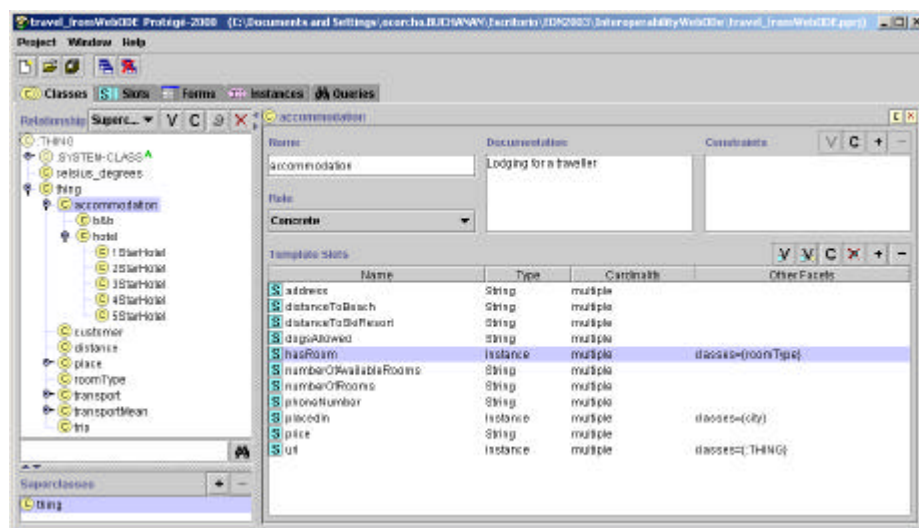 travel_fromWebODE Protégé-2000 (C:\Documents and Settings\ocorcho.BUCHANAN\Escritorio\EON2003\InteroperabilityWebODE\travel_fromWebODE.pprj)
Project Window Help
Classes Slots Forms Instances Queries
Relationship Superc... V C X
:THING
:SYSTEM-CLASS A
celsius_degrees
thing
accommodation
b&b
hotel
1StarHotel
2StarHotel
3StarHotel
4StarHotel
5StarHotel
customer
distance
place
roomType
transport
transportMean
trip
Superclasses + -
thing
accommodation
Name Documentation Constraints V C + -
accommodation Lodging for a traveller
Role
Concrete
Template Slots V V C X + -
Name Type Cardinality Other Facets
S address String multiple
S distanceToBeach String multiple
S distanceToSkiResort String multiple
S dogsAllowed String multiple
S hasRoom Instance multiple classes={roomType}
S numberOfAvailableRooms String multiple
S numberOfRooms String multiple
S phoneNumber String multiple
S placedIn Instance multiple classes={city}
S price String multiple
S url Instance multiple classes={:THING}